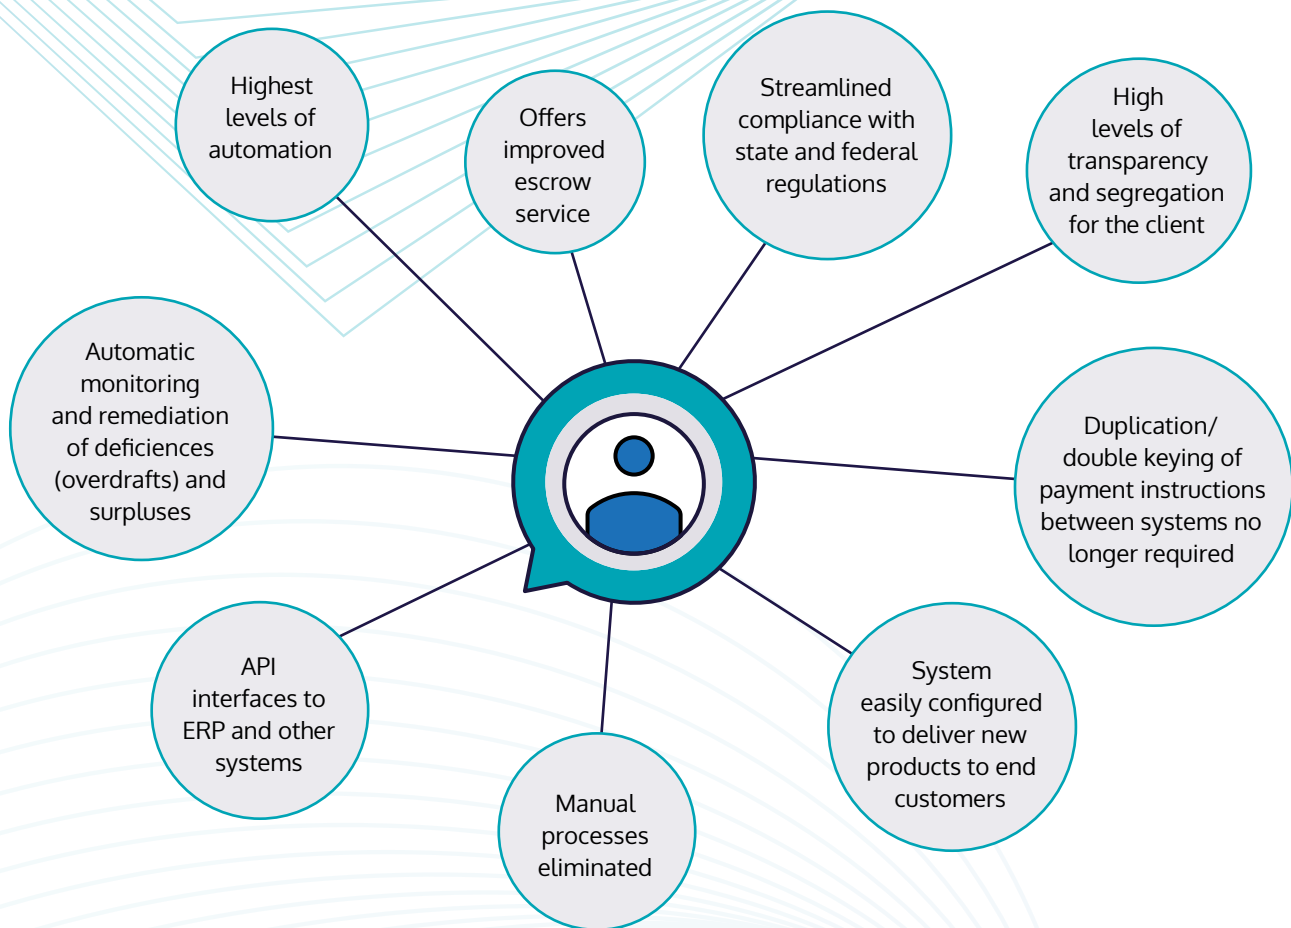 Highest
levels of
automation
Offers
improved
escrow
service
Streamlined
compliance with
state and federal
regulations
High
levels of
transparency
and segregation
for the client
Automatic
monitoring
and remediation
of deficiences
(overdrafts) and
surpluses
Duplication/
double keying of
payment instructions
between systems no
longer required
API
interfaces to
ERP and other
systems
Manual
processes
eliminated
System
easily configured
to deliver new
products to end
customers